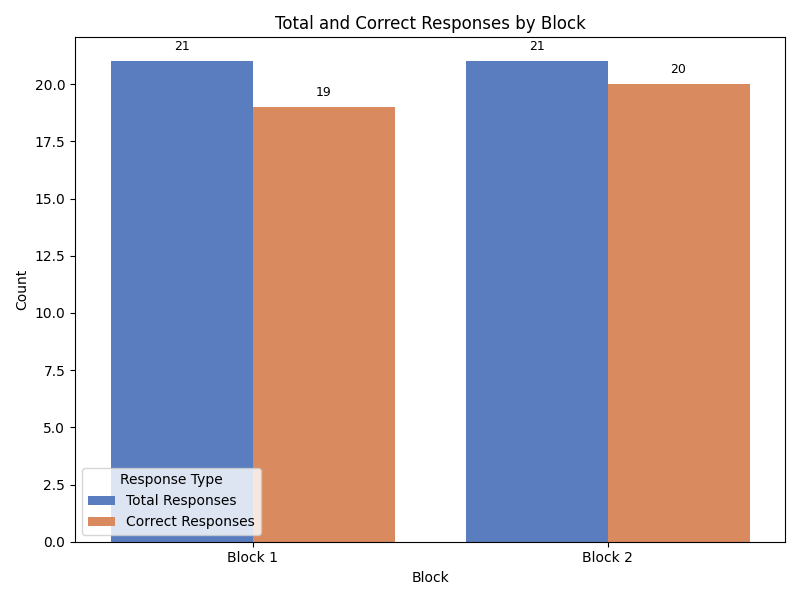 Total and Correct Responses by Block
21
21
19
20
20.0
17.5
15.0
12.5
10.0
7.5
5.0
2.5
0.0
Count
Response Type
Total Responses
Correct Responses
Block 1
Block 2
Block